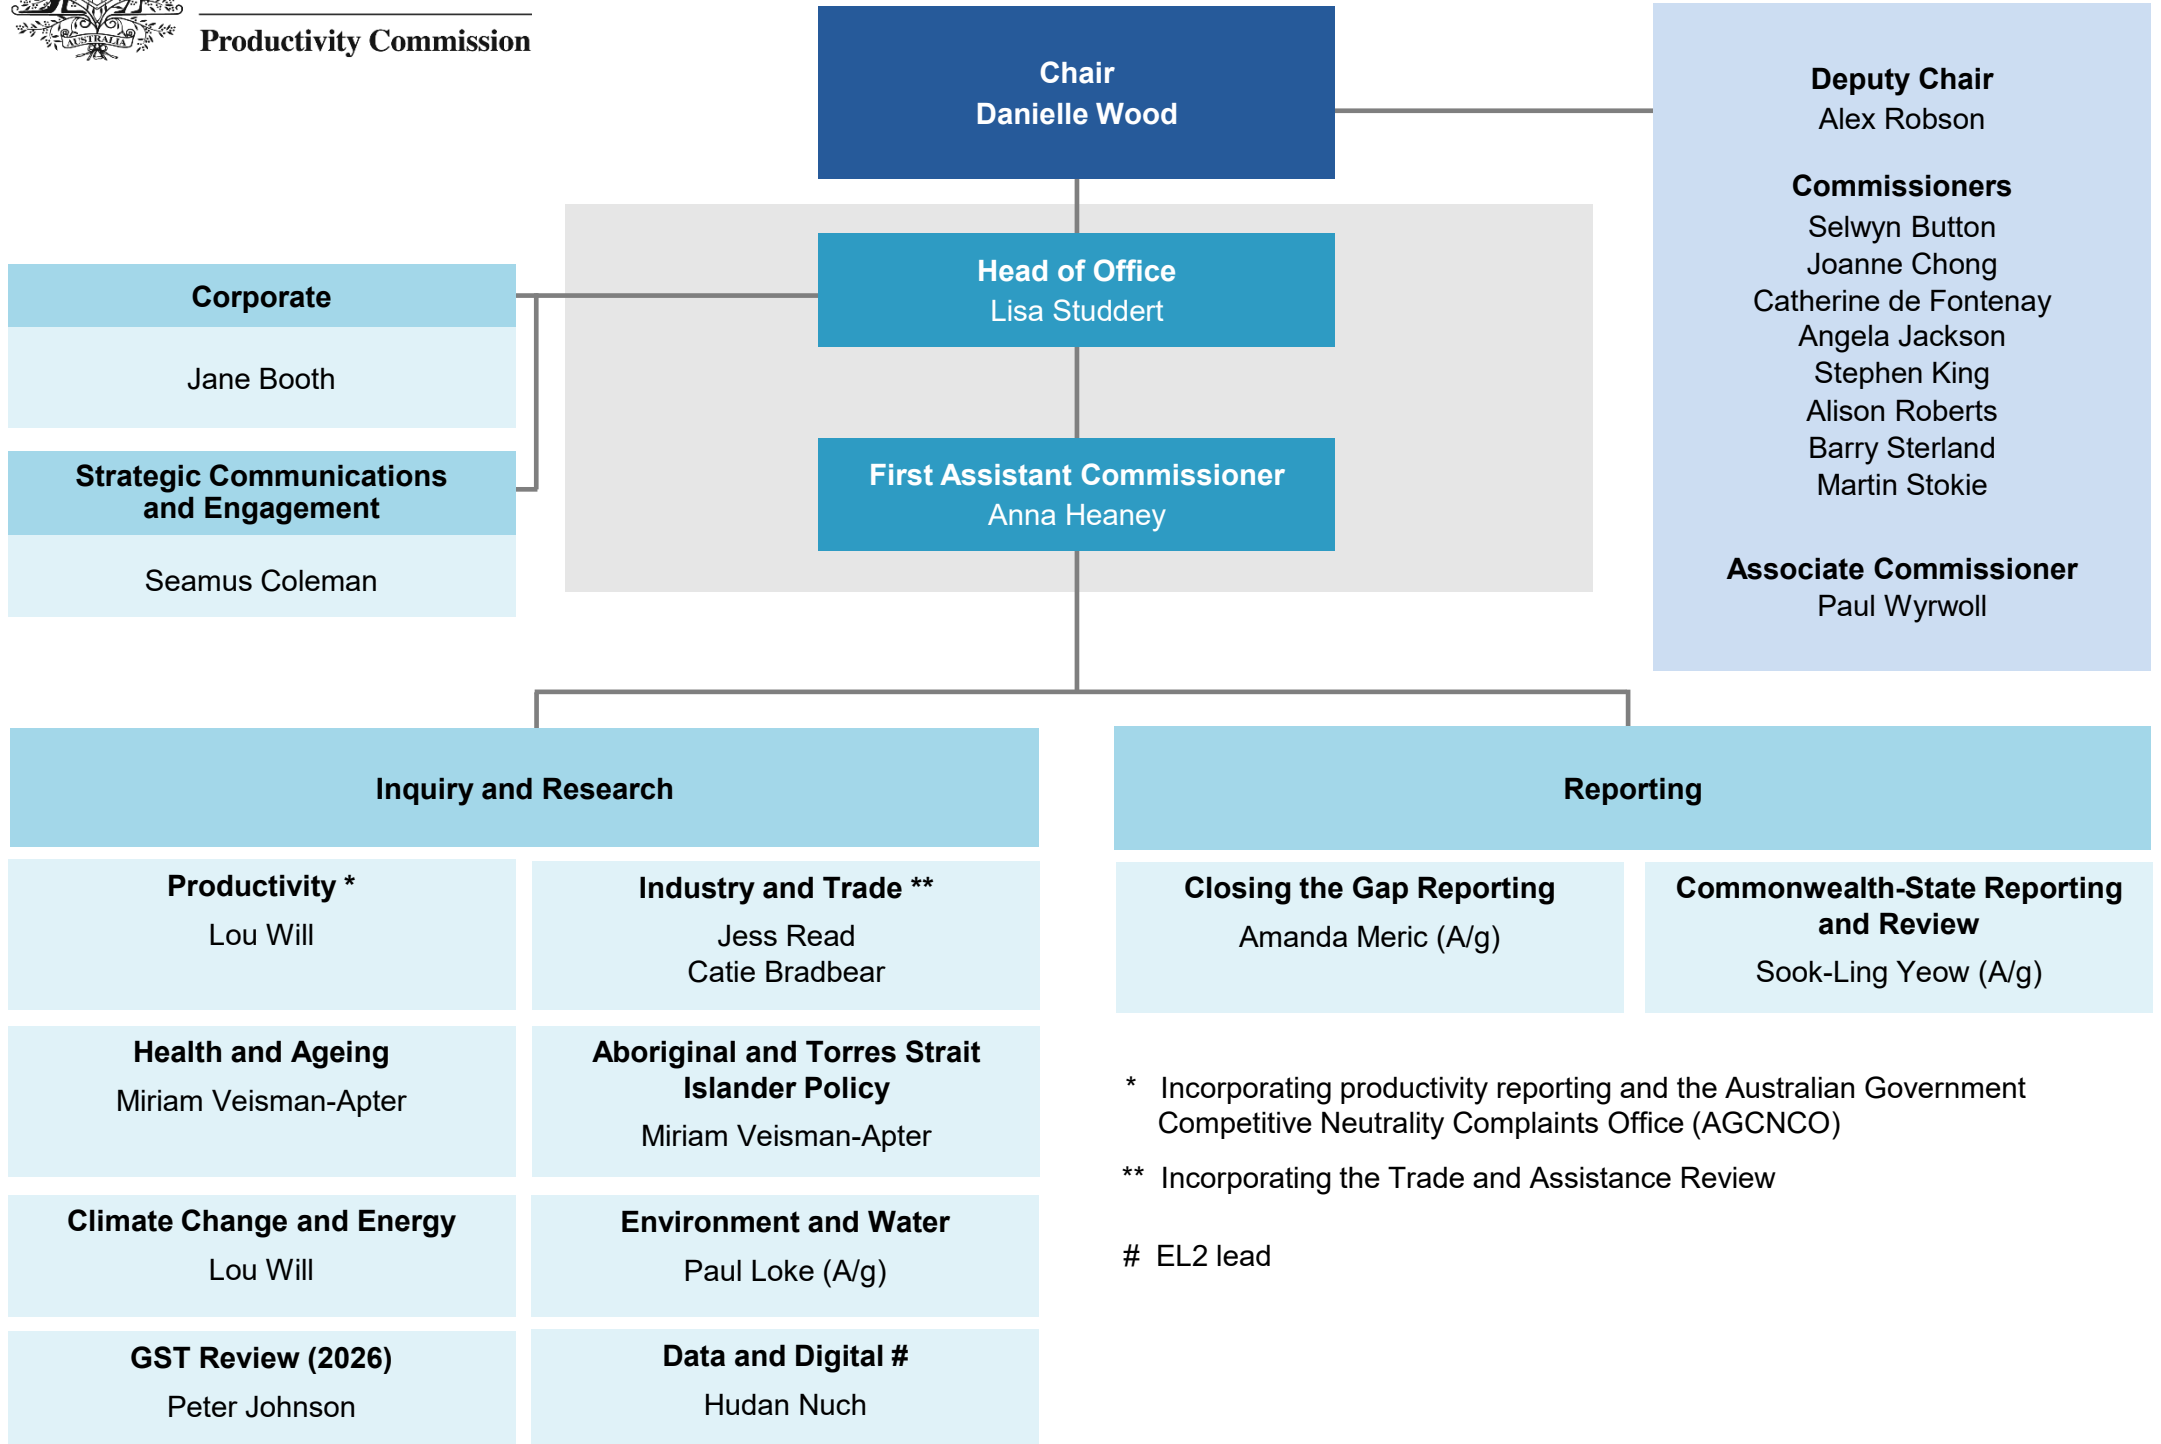 AUSTRALIA
Productivity Commission
Chair
Danielle Wood
Deputy Chair
Alex Robson
Commissioners
Selwyn Button
Joanne Chong
Catherine de Fontenay
Angela Jackson
Stephen King
Alison Roberts
Barry Sterland
Martin Stokie
Associate Commissioner
Paul Wyrwoll
Head of Office
Lisa Studdert
Corporate
Jane Booth
Strategic Communications
and Engagement
Seamus Coleman
First Assistant Commissioner
Anna Heaney
Inquiry and Research
Productivity *
Lou Will
Industry and Trade **
Jess Read
Catie Bradbear
Health and Ageing
Miriam Veisman-Apter
Aboriginal and Torres Strait
Islander Policy
Miriam Veisman-Apter
Climate Change and Energy
Lou Will
Environment and Water
Paul Loke (A/g)
GST Review (2026)
Peter Johnson
Data and Digital #
Hudan Nuch
Reporting
Closing the Gap Reporting
Amanda Meric (A/g)
Commonwealth-State Reporting
and Review
Sook-Ling Yeow (A/g)
* Incorporating productivity reporting and the Australian Government
Competitive Neutrality Complaints Office (AGCNCO)
** Incorporating the Trade and Assistance Review
# EL2 lead